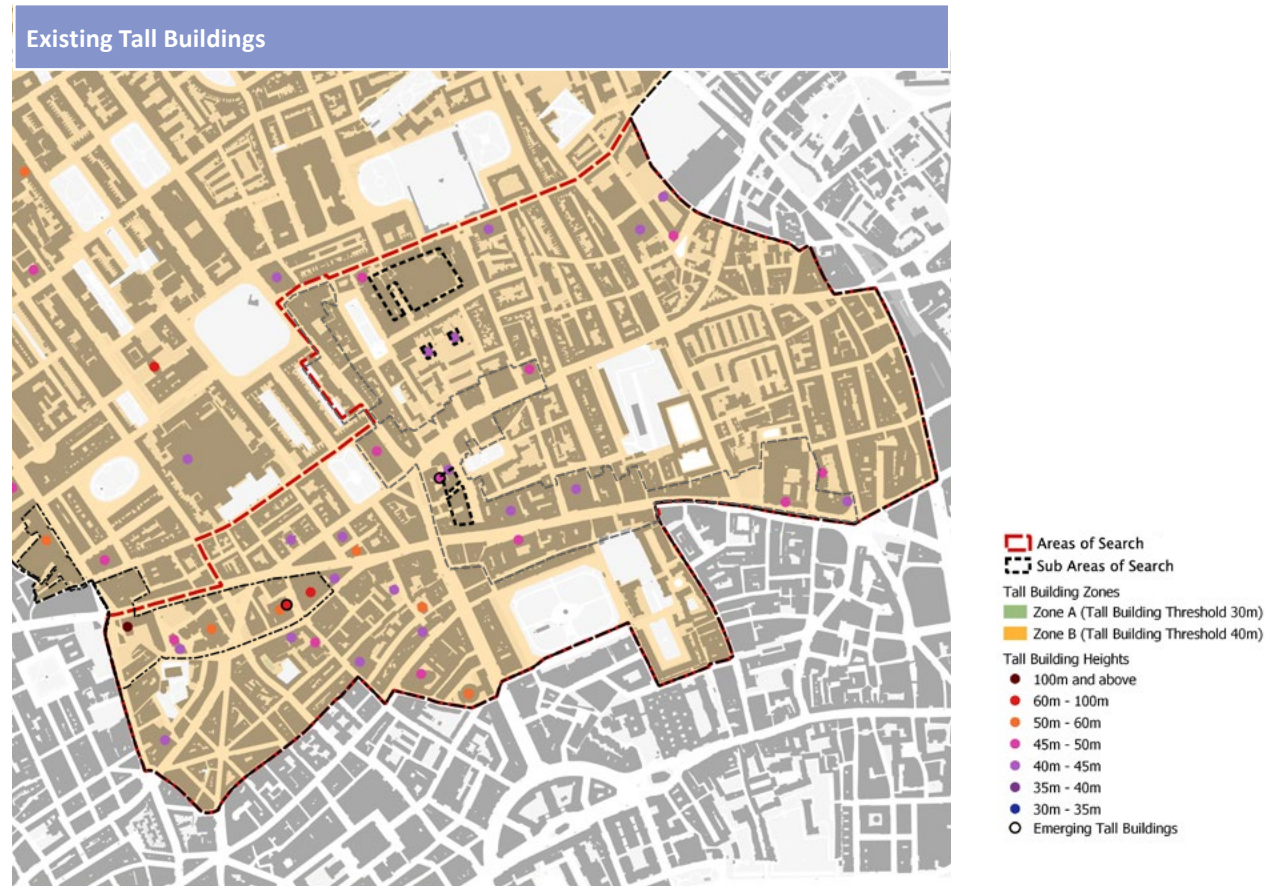 Existing Tall Buildings
Areas of Search
Sub Areas of Search
Tall Building Zones
Zone A (Tall Building Threshold 30m)
Zone B (Tall Building Threshold 40m)
Tall Building Heights
100m and above
60m - 100m
50m - 60m
45m - 50m
40m - 45m
35m - 40m
30m - 35m
Emerging Tall Buildings